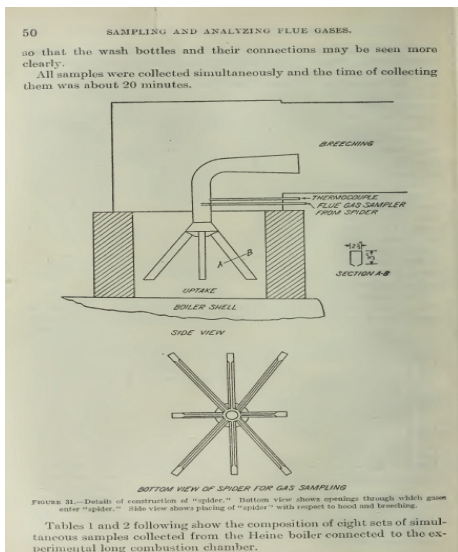 50
SAMPLING AND ANALYZING FLUE GASES.
so that the wash bottles and their connections may be seen more
clearly.
All samples were collected simultaneously and the time of collecting
them was about 20 minutes.
BREECHING
THERMOCOUPLE
FLUE GAS SAMPLER
FROM SPIDER
A
B
SECTION A-B
UPTAKE
BOILER SHELL
SIDE VIEW
BOTTOM VIEW OF SPIDER FOR GAS SAMPLING
FIGURE 31.—Details of construction of "spider." Bottom view shows openings through which gases
enter "spider." Side view shows placing of "spider" with respect to hood and breeching.
Tables 1 and 2 following show the composition of eight sets of simul-
taneous samples collected from the Heine boiler connected to the ex-
perimental long combustion chamber.